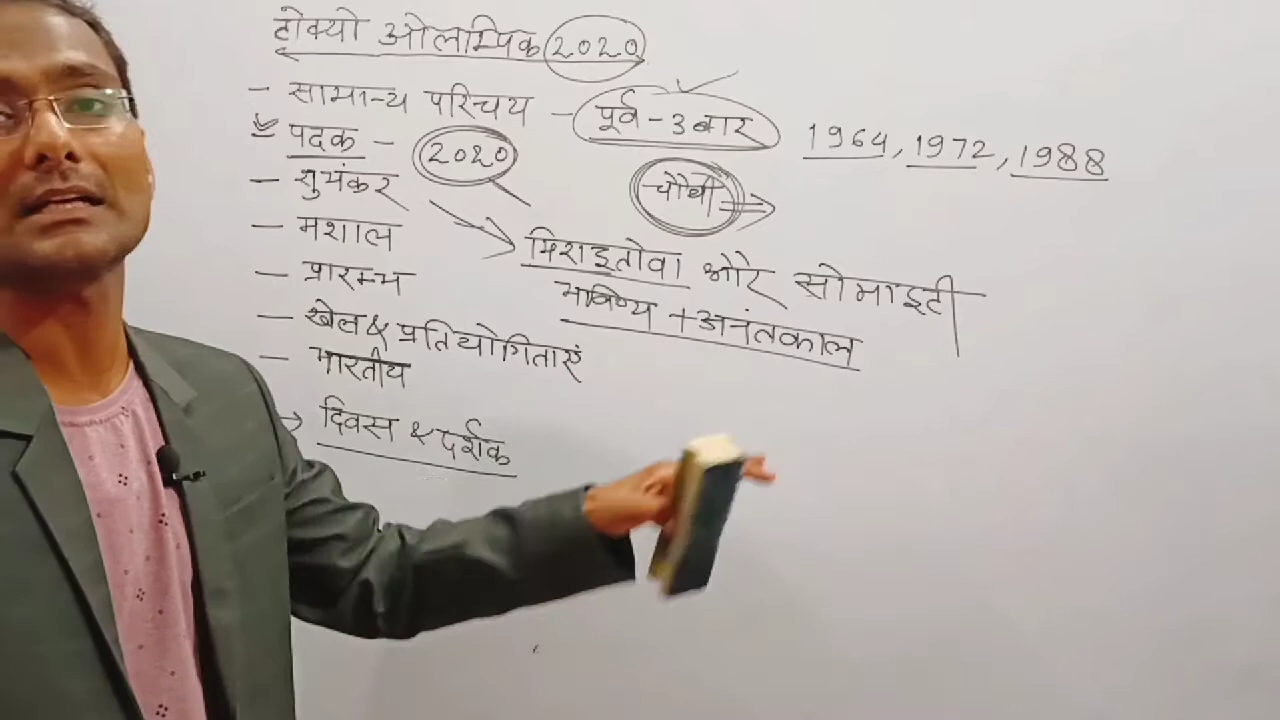 टोक्यो ओलम्पिक 2020
- सामान्य परिचय - पूर्व - 3 बार 1964, 1972, 1988
पदक - 2020 चौथी ⇒
- शुभंकर → मिराइतोवा और सोमाइटी
भविष्य + अनंतकाल
- मशाल
- प्रारम्भ
- खेल & प्रतियोगिताएं
- भारतीय
→ दिवस & दर्शक